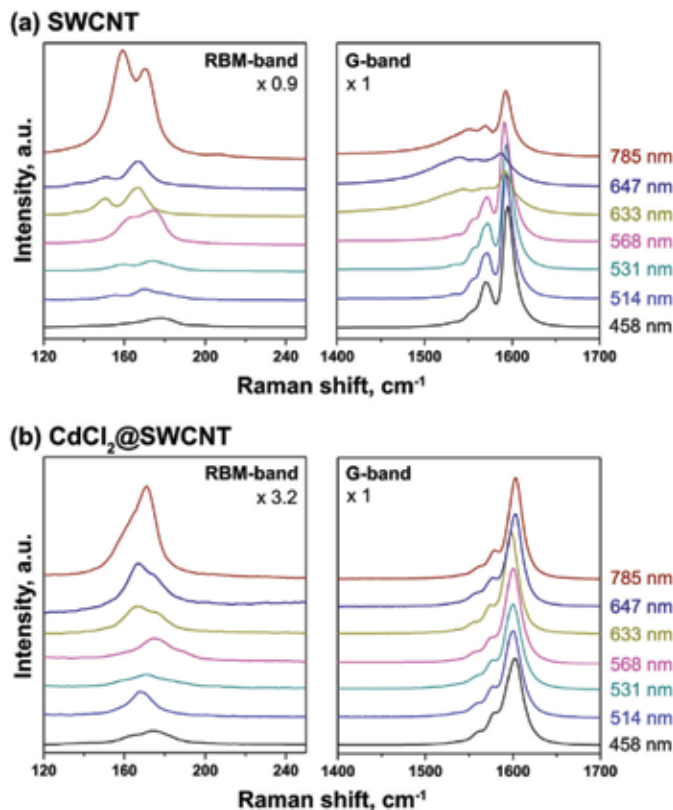 (a) SWCNT
RBM-band
x 0.9
G-band
x 1
785 nm
647 nm
633 nm
568 nm
531 nm
514 nm
458 nm
Intensity, a.u.
120 160 200 240
1400 1500 1600 1700
Raman shift, cm⁻¹
(b) CdCl₂@SWCNT
RBM-band
x 3.2
G-band
x 1
785 nm
647 nm
633 nm
568 nm
531 nm
514 nm
458 nm
Intensity, a.u.
120 160 200 240
1400 1500 1600 1700
Raman shift, cm⁻¹